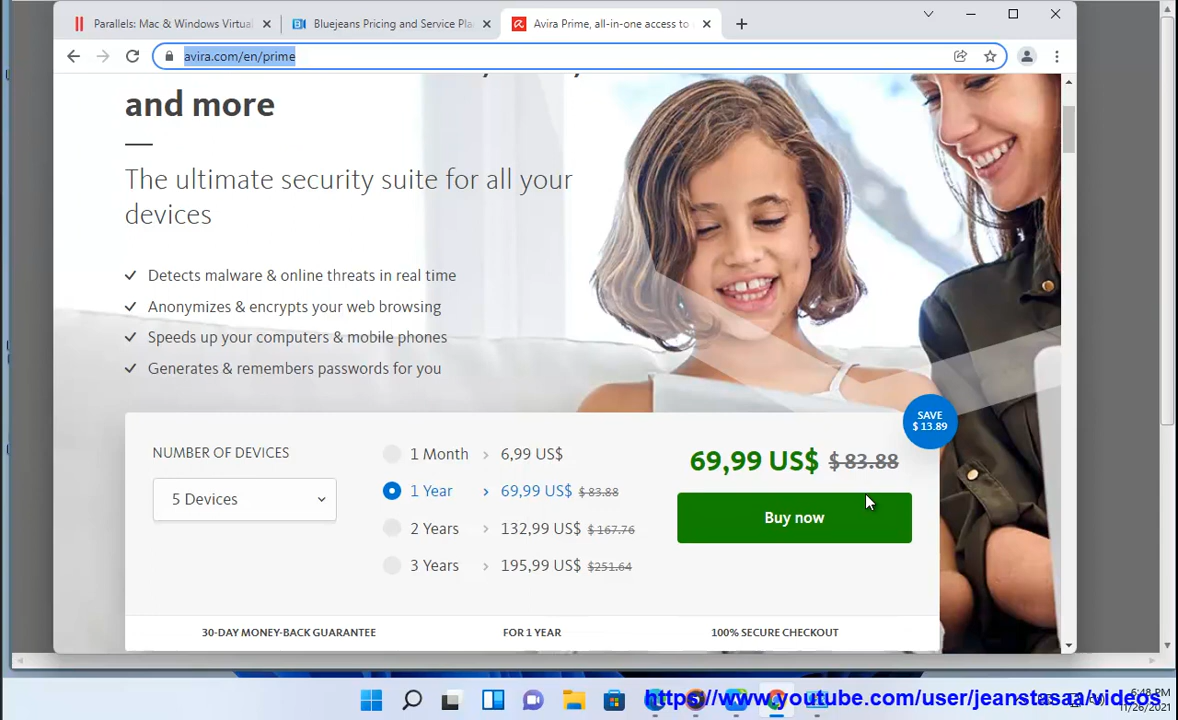 Parallels: Mac & Windows Virtual
Bluejeans Pricing and Service Pla
Avira Prime, all-in-one access to
avira.com/en/prime
and more
The ultimate security suite for all your
devices
Detects malware & online threats in real time
Anonymizes & encrypts your web browsing
Speeds up your computers & mobile phones
Generates & remembers passwords for you
SAVE
$ 13.89
NUMBER OF DEVICES
5 Devices
1 Month > 6,99 US$
1 Year > 69,99 US$ $ 83.88
2 Years > 132,99 US$ $ 167.76
3 Years > 195,99 US$ $251.64
69,99 US$ $ 83.88
Buy now
30-DAY MONEY-BACK GUARANTEE
FOR 1 YEAR
100% SECURE CHECKOUT
https://www.youtube.com/user/jeanstasan/videos
6:48 PM
11/26/2021